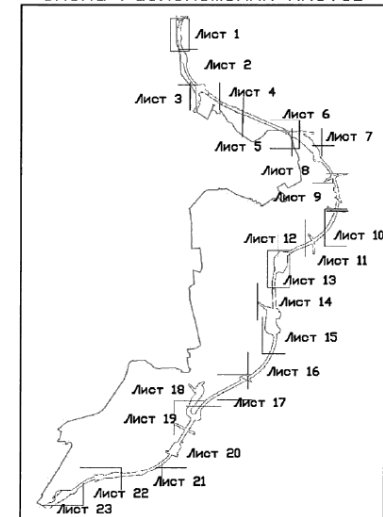 Лист 1
Лист 2
Лист 3
Лист 4
Лист 5
Лист 6
Лист 7
Лист 8
Лист 9
Лист 10
Лист 11
Лист 12
Лист 13
Лист 14
Лист 15
Лист 16
Лист 17
Лист 18
Лист 19
Лист 20
Лист 21
Лист 22
Лист 23